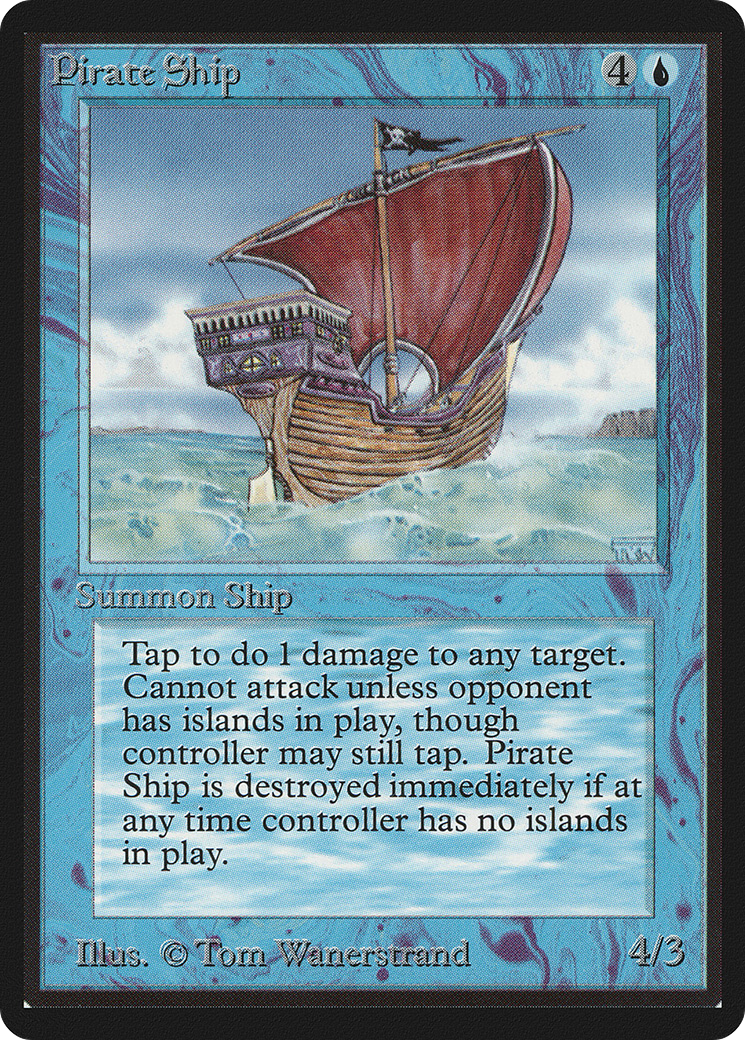 Pirate Ship 4
Summon Ship
Tap to do 1 damage to any target.
Cannot attack unless opponent
has islands in play, though
controller may still tap. Pirate
Ship is destroyed immediately if at
any time controller has no islands
in play.
Illus. © Tom Wanerstrand 4/3